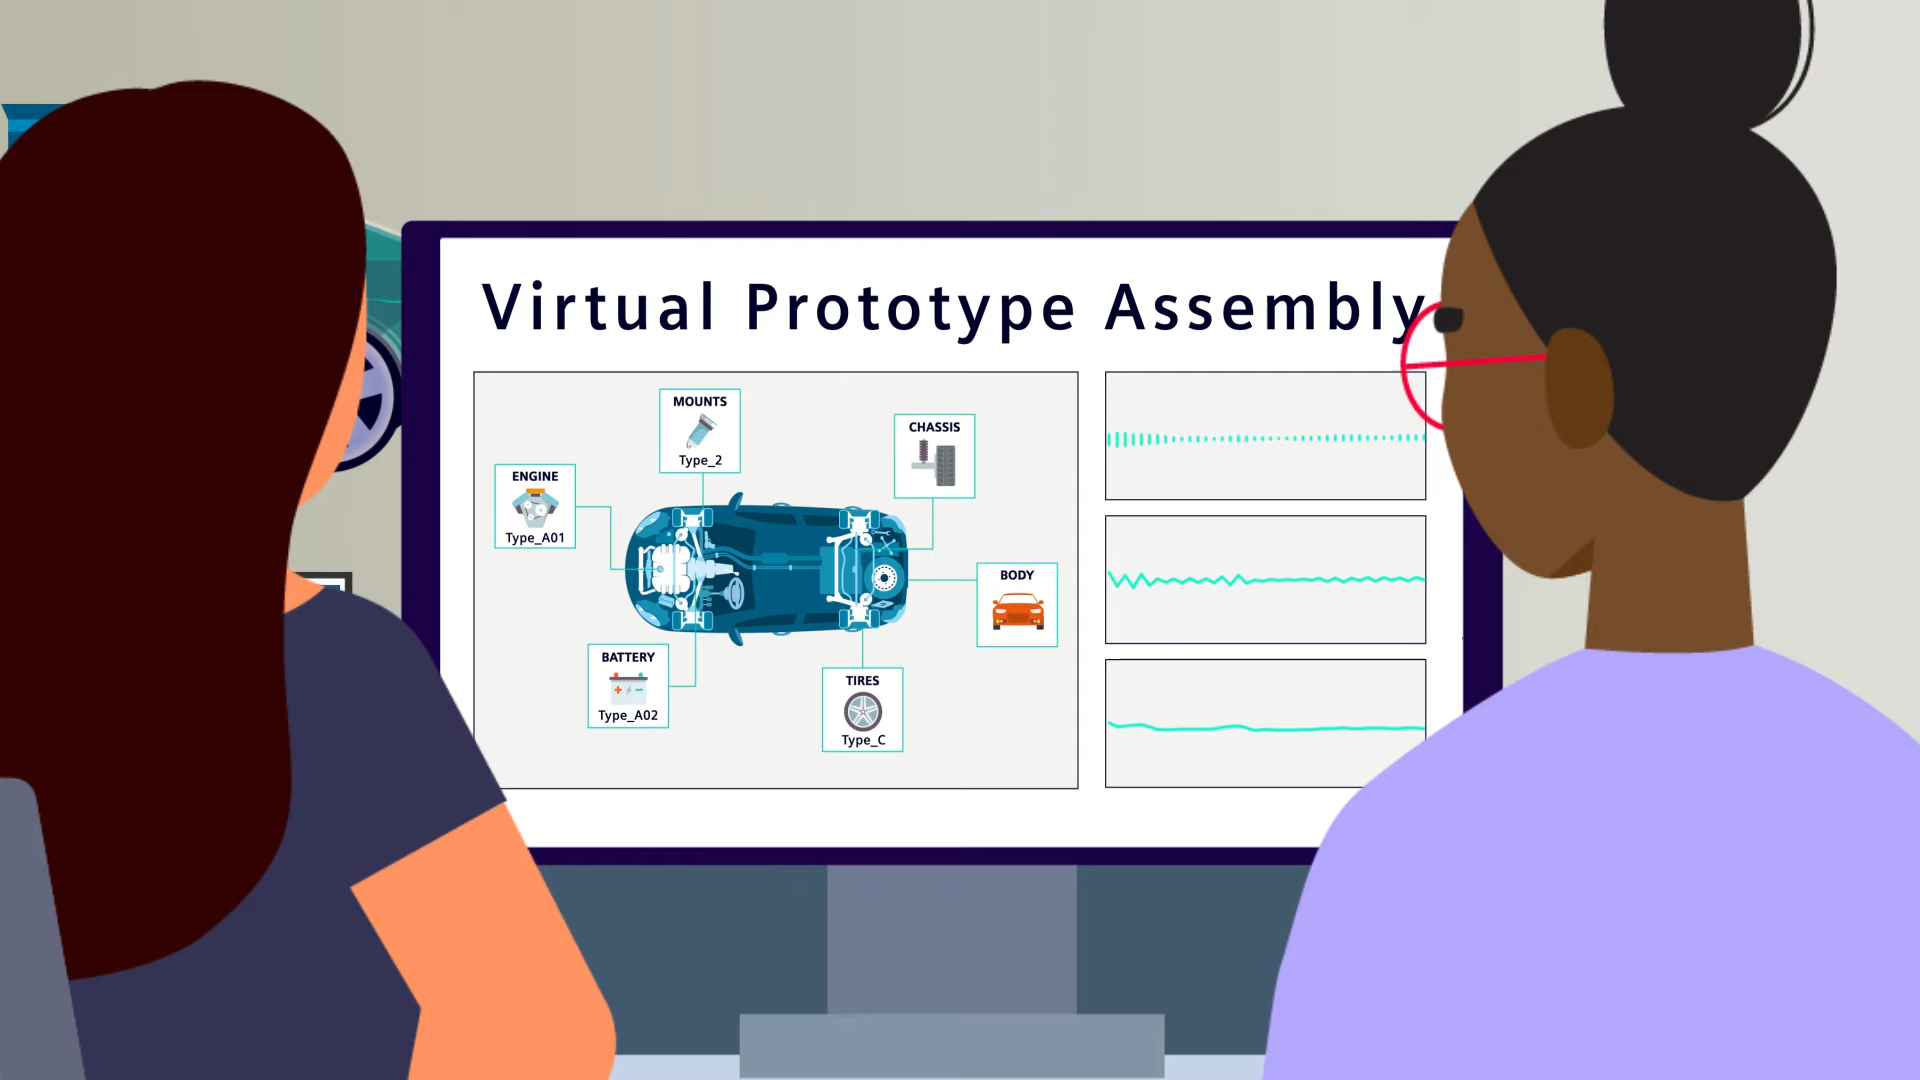 Virtual Prototype Assembly
MOUNTS
Type_2
CHASSIS
ENGINE
Type_A01
BODY
BATTERY
Type_A02
TIRES
Type_C